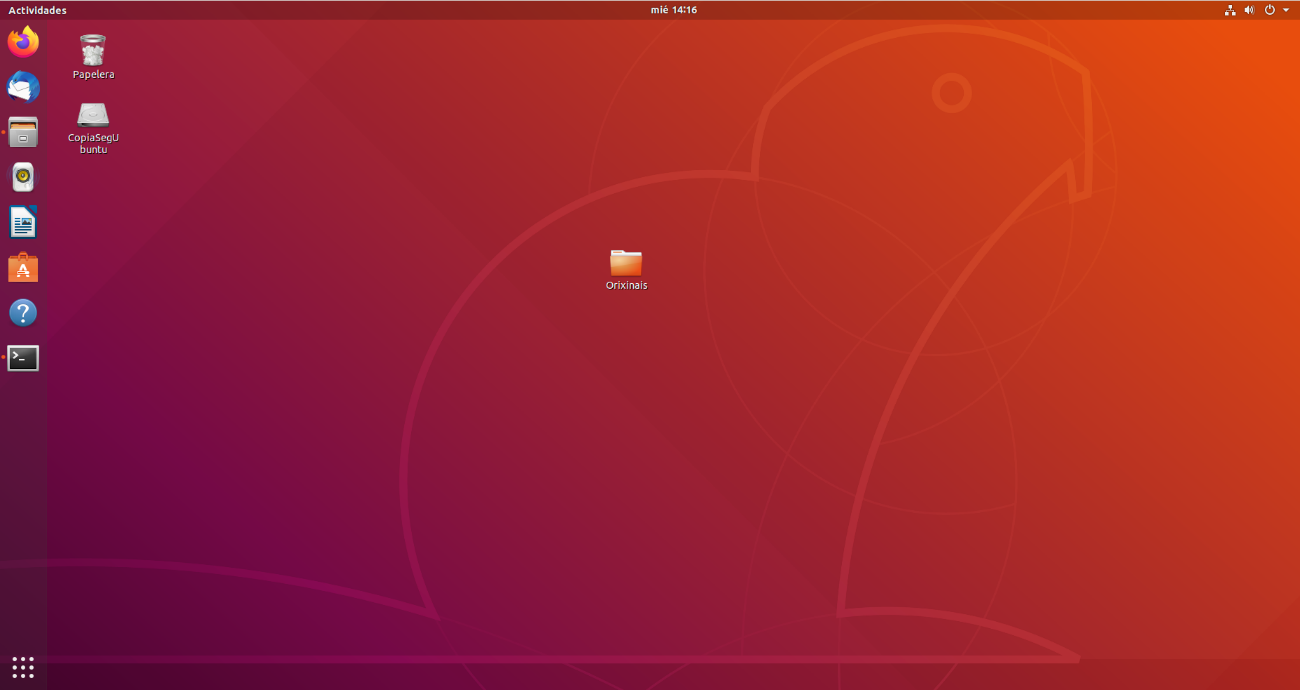 Actividades
mié 14:16
Papelera
CopiaSegU
buntu
Orixinais